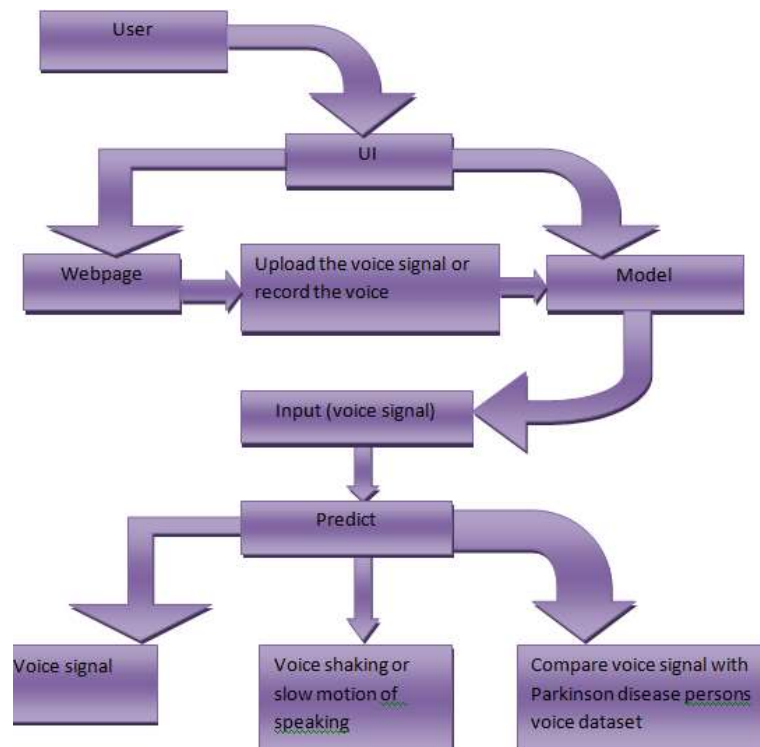 User
UI
Webpage
Upload the voice signal or
record the voice
Model
Input (voice signal)
Predict
Voice signal
Voice shaking or
slow motion of
speaking
Compare voice signal with
Parkinson disease persons
voice dataset